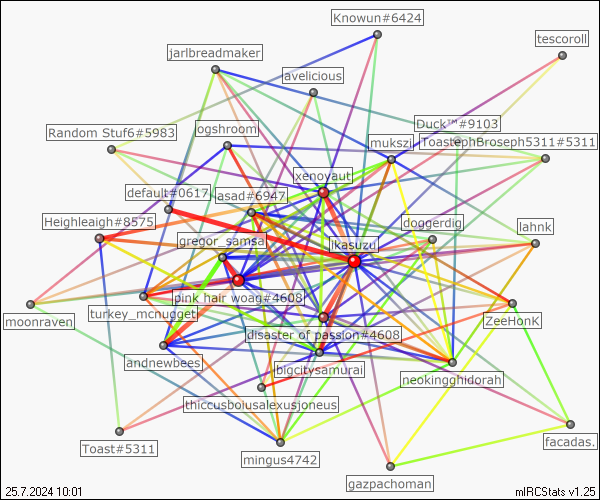 Knowun#6424
tescoroll
jarlbreadmaker
avelicious
Duck™#9103
ogshroom
Random Stuf6#5983
mukszi
ToastephBroseph5311#5311
xenoyaut
default#0617
asad#6947
Heighleaigh#8575
doggerdig
lahnk
gregor_samsa
lkasuzu
pink hair woag#4608
moonraven
turkey_mcnugget
ZeeHonK
disaster of passion#4608
andnewbees
bigcitysamurai
neokingghidorah
thiccusboiusalexusjoneus
Toast#5311
facadas.
mingus4742
gazpachoman
25.7.2024 10:01
mIRCStats v1.25